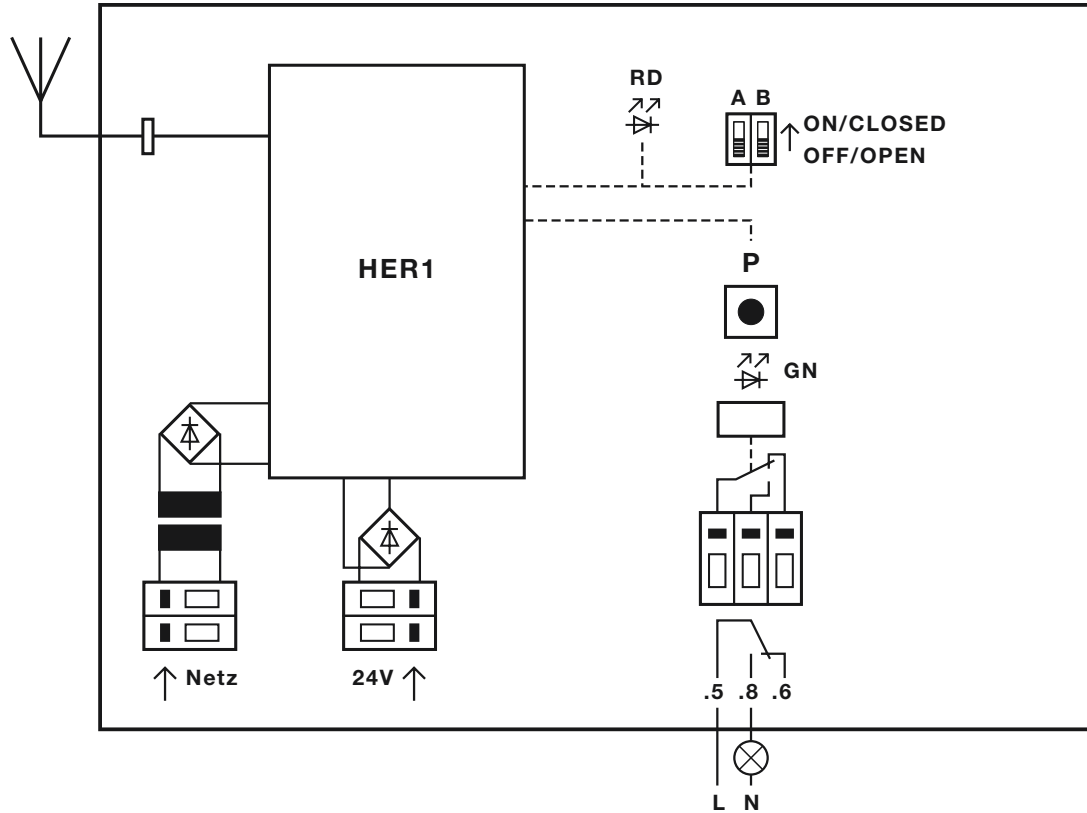 RD
A B
ON/CLOSED
OFF/OPEN
HER1
P
GN
Netz
24V
.5 .8 .6
L N